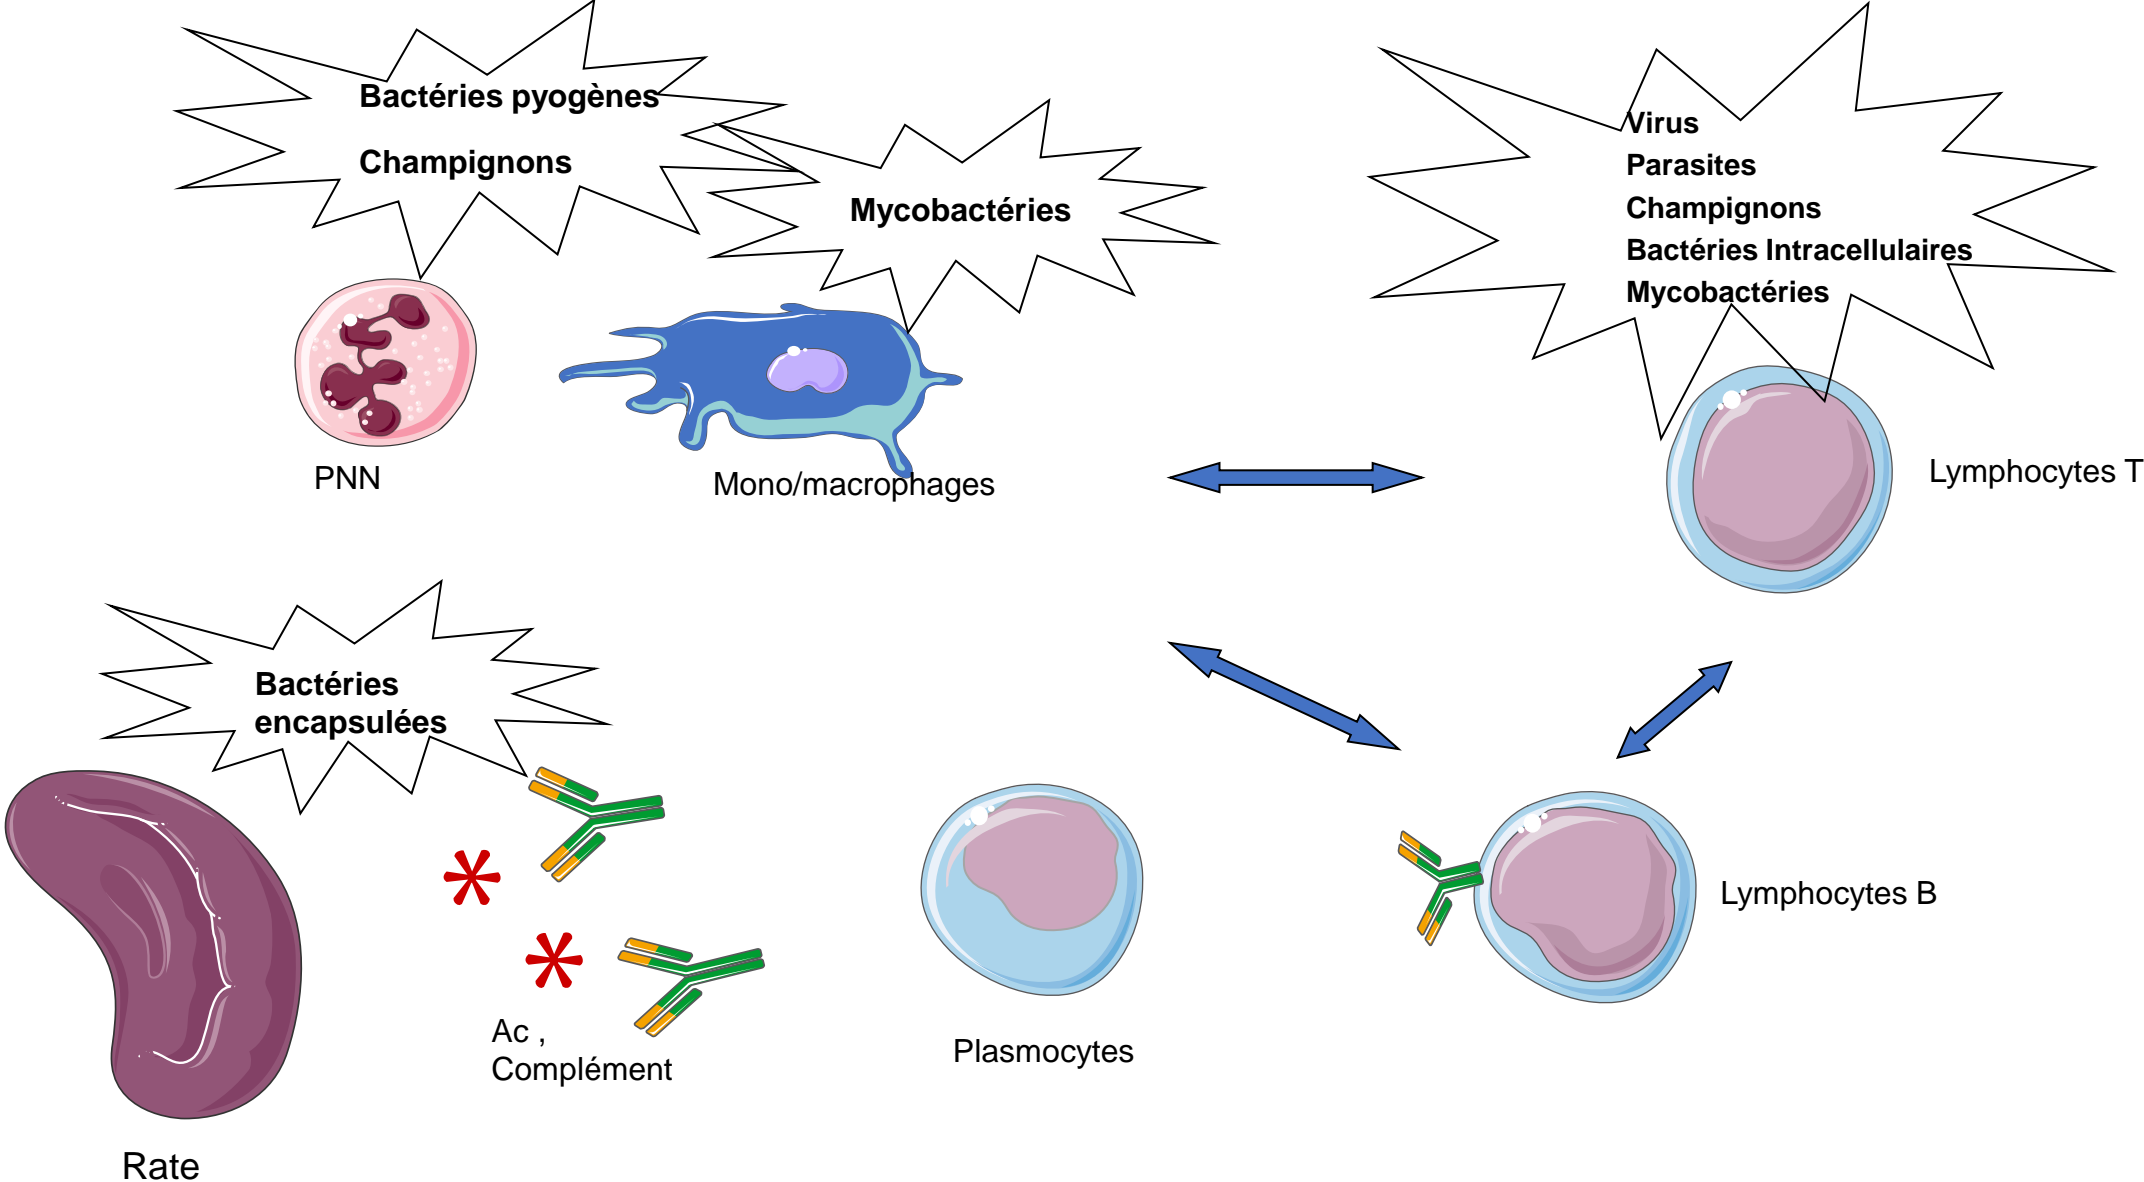 Bactéries pyogènes
Champignons
Mycobactéries
Virus
Parasites
Champignons
Bactéries Intracellulaires
Mycobactéries
PNN
Mono/macrophages
Lymphocytes T
Bactéries
encapsulées
Lymphocytes B
Ac ,
Complément
Plasmocytes
Rate